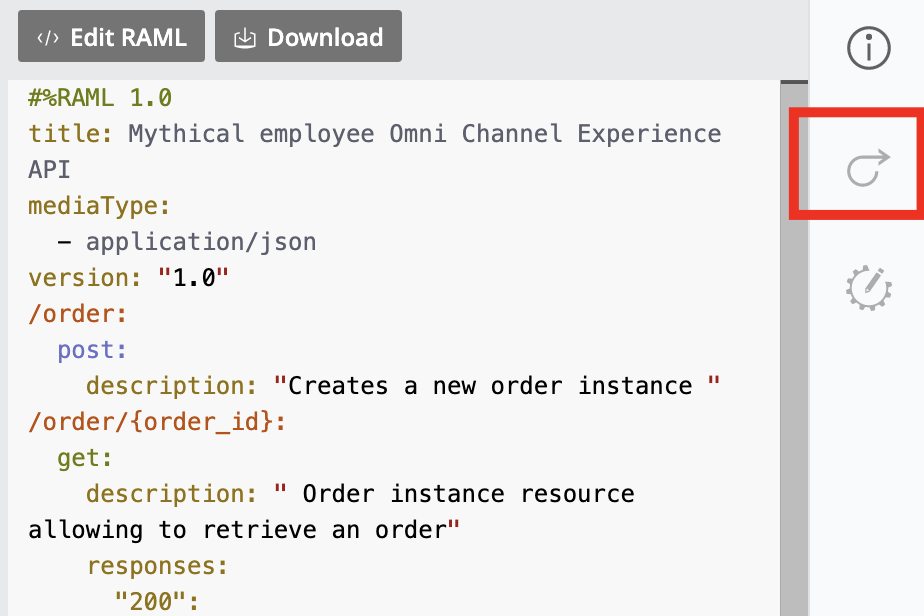 </> Edit RAML Download
#%RAML 1.0
title: Mythical employee Omni Channel Experience
API
mediaType:
  - application/json
version: "1.0"
/order:
  post:
    description: "Creates a new order instance "
/order/{order_id}:
  get:
    description: " Order instance resource
allowing to retrieve an order"
    responses:
      "200":